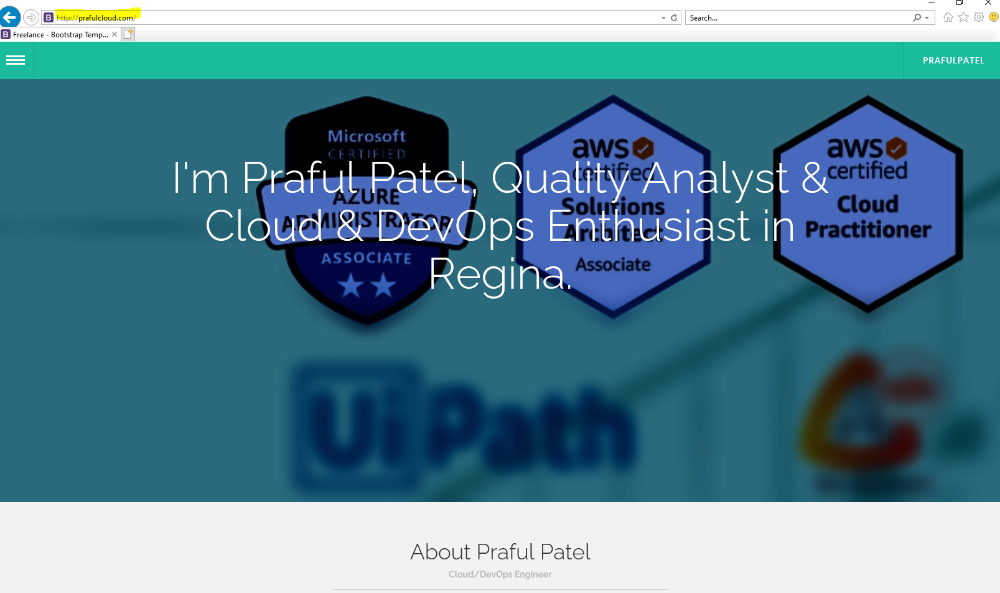 http://prafulcloud.com/
Search...
Freelance - Bootstrap Temp...
PRAFULPATEL
Microsoft
CERTIFIED
AZURE
ADMINISTRATOR
ASSOCIATE
aws
certified
Solutions
Architect
Associate
aws
certified
Cloud
Practitioner
I'm Praful Patel, Quality Analyst &
Cloud & DevOps Enthusiast in
Regina.
UiPath
About Praful Patel
Cloud/DevOps Engineer